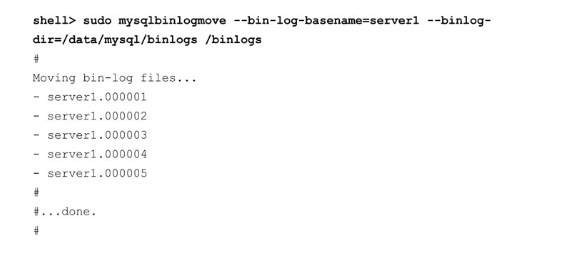 shell> sudo mysqlbinlogmove --bin-log-basename=server1 --binlog-
dir=/data/mysql/binlogs /binlogs
#
Moving bin-log files...
- server1.000001
- server1.000002
- server1.000003
- server1.000004
- server1.000005
#
#...done.
#